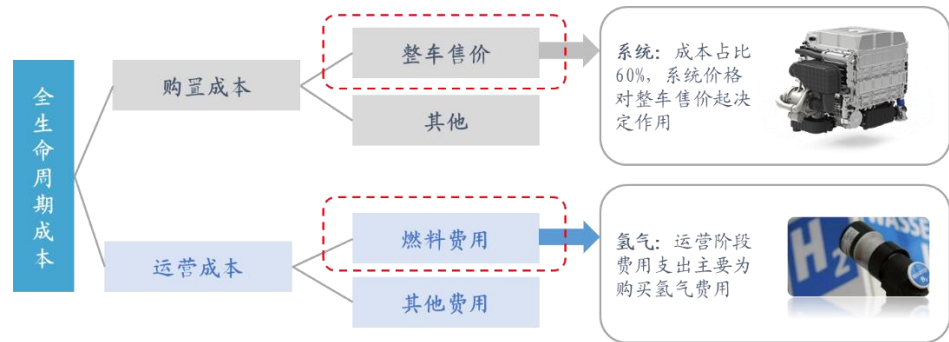 全生命周期成本
购置成本
整车售价
其他
系统：成本占比
60%，系统价格
对整车售价起决
定作用
运营成本
燃料费用
其他费用
氢气：运营阶段
费用支出主要为
购买氢气费用
H2
WASSE